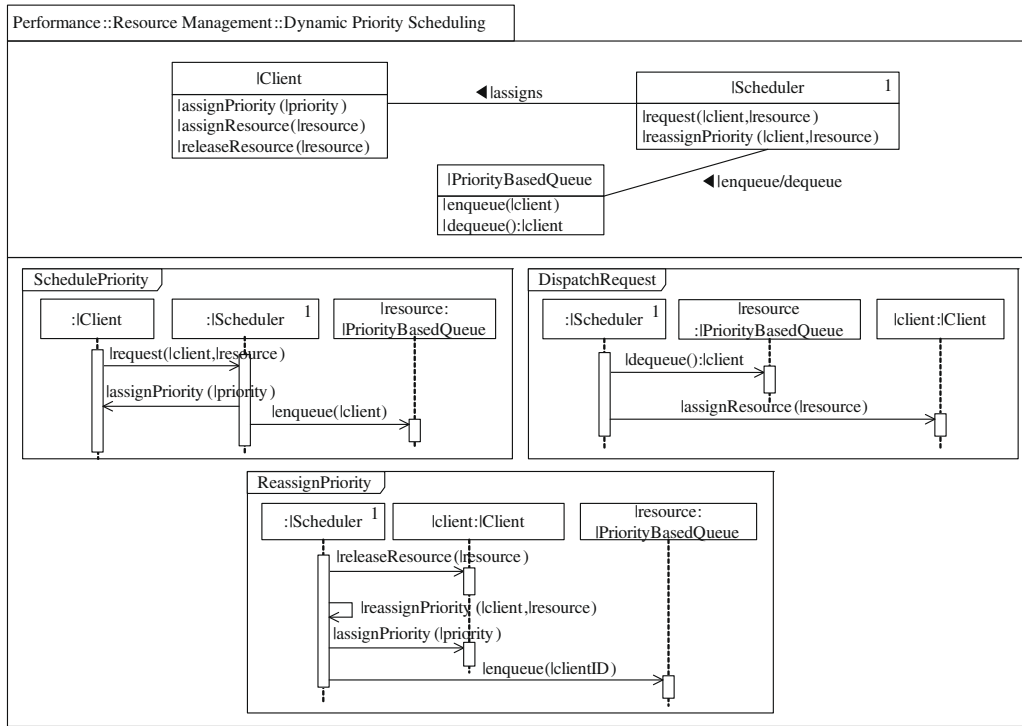 Performance::Resource Management::Dynamic Priority Scheduling
|Client
|assignPriority(|priority)
|assignResource(|resource)
|releaseResource(|resource)
|assigns
|Scheduler 1
|request(|client,|resource)
|reassignPriority(|client,|resource)
|PriorityBasedQueue
|enqueue(|client)
|dequeue():|client
|enqueue/dequeue
SchedulePriority
:|Client
:|Scheduler 1
|resource:
|PriorityBasedQueue
|request(|client,|resource)
|assignPriority(|priority)
|enqueue(|client)
DispatchRequest
:|Scheduler 1
|resource
:|PriorityBasedQueue
|client:|Client
|dequeue():|client
|assignResource(|resource)
ReassignPriority
:|Scheduler 1
|client:|Client
|resource:
|PriorityBasedQueue
|releaseResource(|resource)
|reassignPriority(|client,|resource)
|assignPriority(|priority)
|enqueue(|clientID)